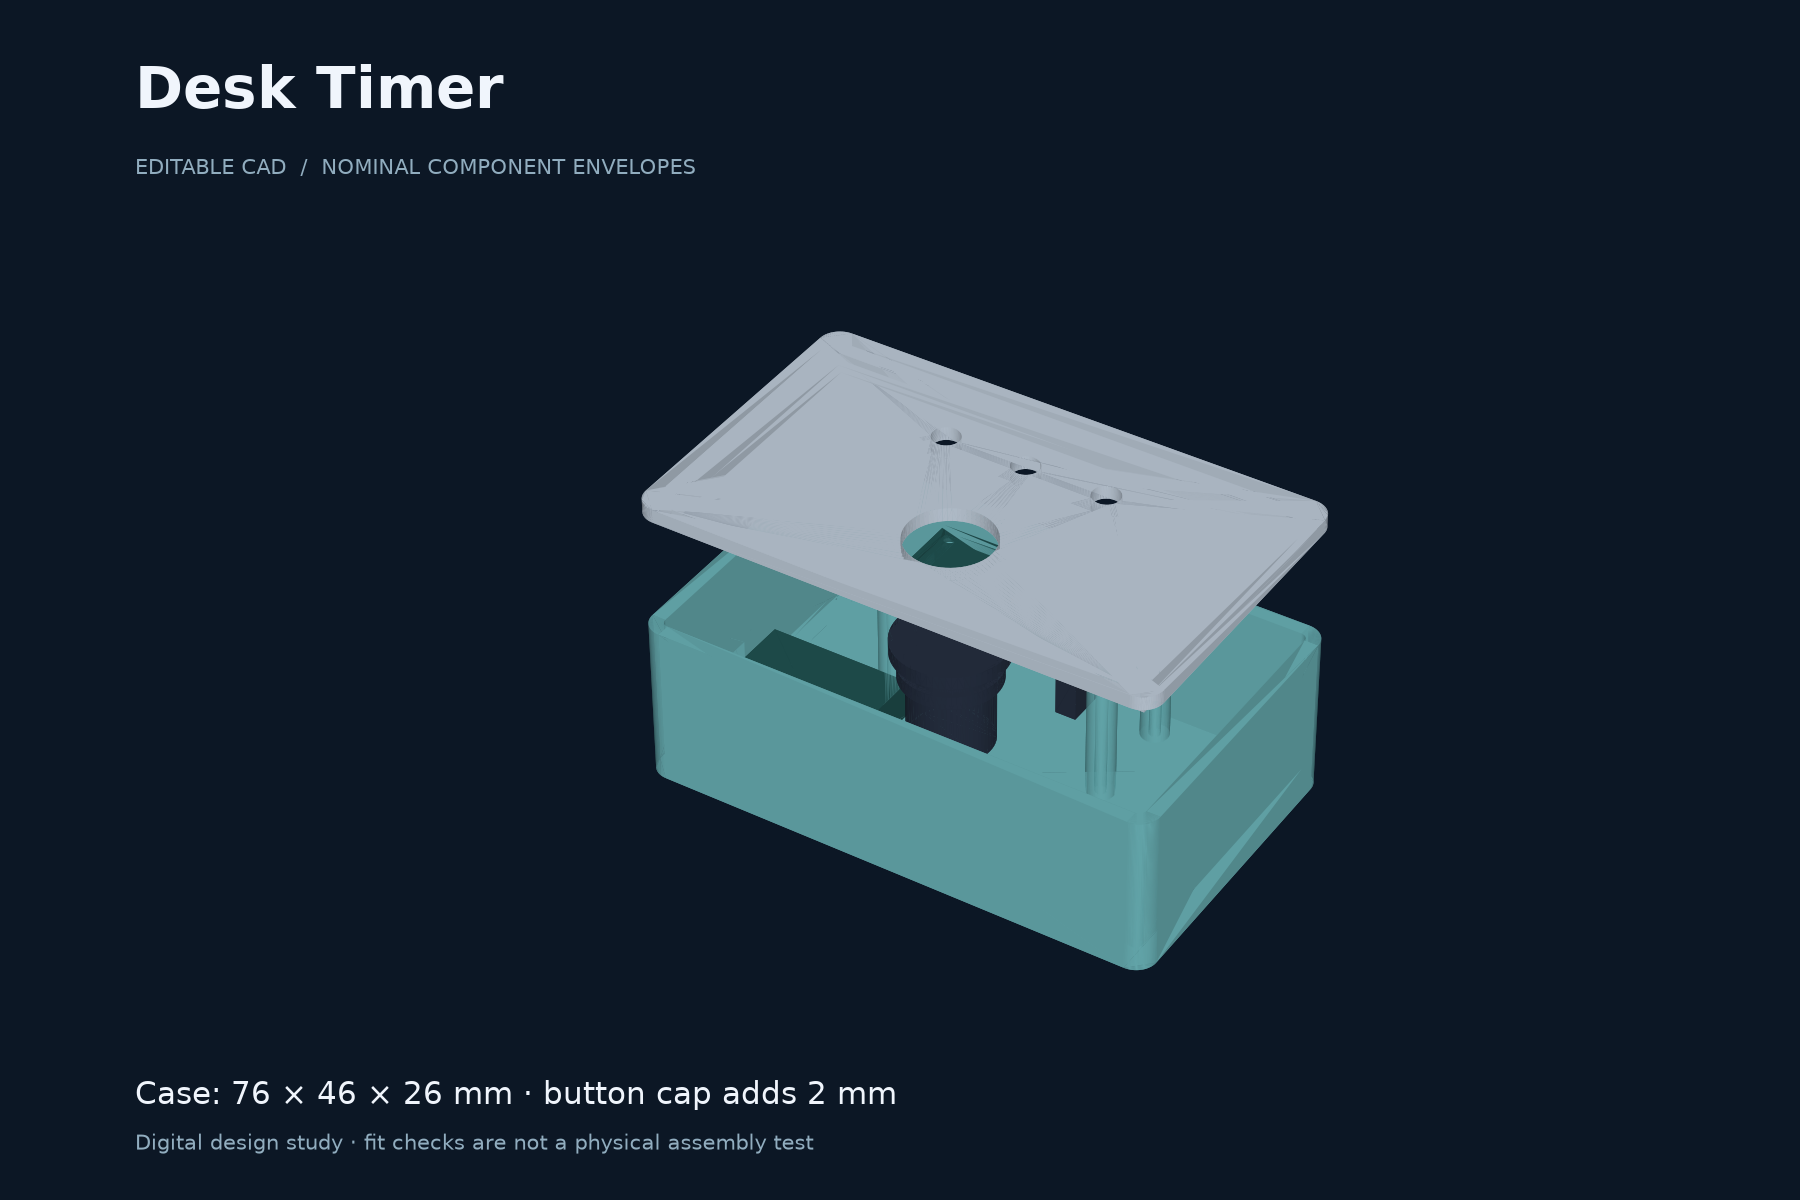 Desk Timer
EDITABLE CAD / NOMINAL COMPONENT ENVELOPES
Case: 76 × 46 × 26 mm · button cap adds 2 mm
Digital design study · fit checks are not a physical assembly test